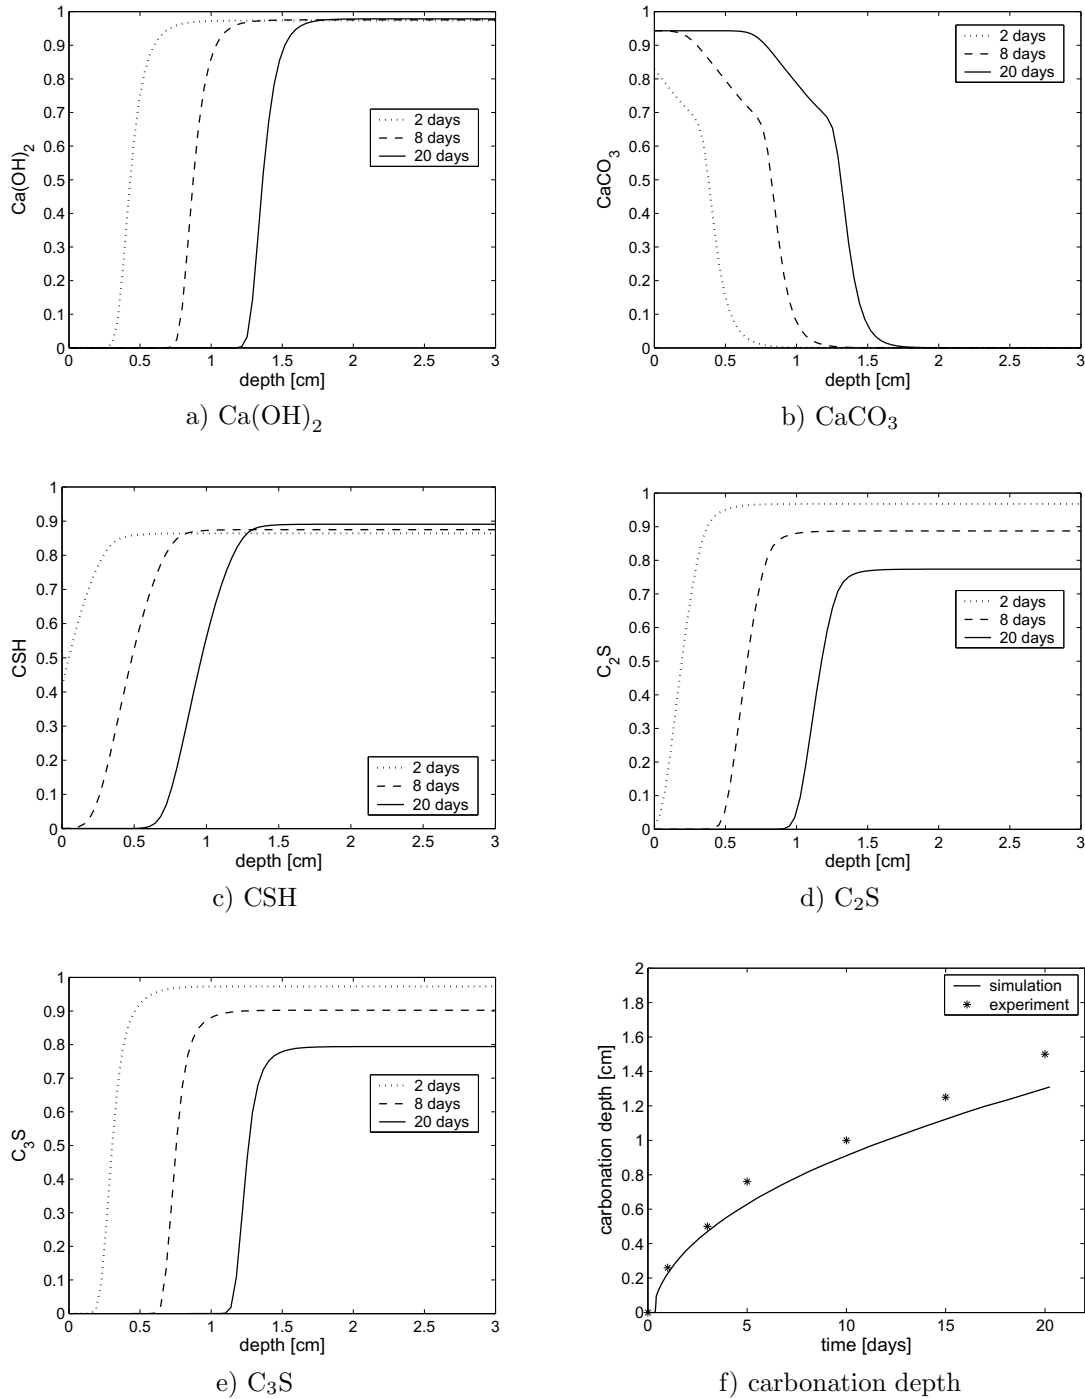 1
0.9
0.8
0.7
0.6
0.5
0.4
0.3
0.2
0.1
0
Ca(OH)2
2 days
8 days
20 days
0 0.5 1 1.5 2 2.5 3
depth [cm]
a) Ca(OH)2
1
0.9
0.8
0.7
0.6
0.5
0.4
0.3
0.2
0.1
0
CaCO3
2 days
8 days
20 days
0 0.5 1 1.5 2 2.5 3
depth [cm]
b) CaCO3
1
0.9
0.8
0.7
0.6
0.5
0.4
0.3
0.2
0.1
0
CSH
2 days
8 days
20 days
0 0.5 1 1.5 2 2.5 3
depth [cm]
c) CSH
1
0.9
0.8
0.7
0.6
0.5
0.4
0.3
0.2
0.1
0
C2S
2 days
8 days
20 days
0 0.5 1 1.5 2 2.5 3
depth [cm]
d) C2S
1
0.9
0.8
0.7
0.6
0.5
0.4
0.3
0.2
0.1
0
C3S
2 days
8 days
20 days
0 0.5 1 1.5 2 2.5 3
depth [cm]
e) C3S
2
1.8
1.6
1.4
1.2
1
0.8
0.6
0.4
0.2
0
carbonation depth [cm]
simulation
experiment
0 5 10 15 20
time [days]
f) carbonation depth